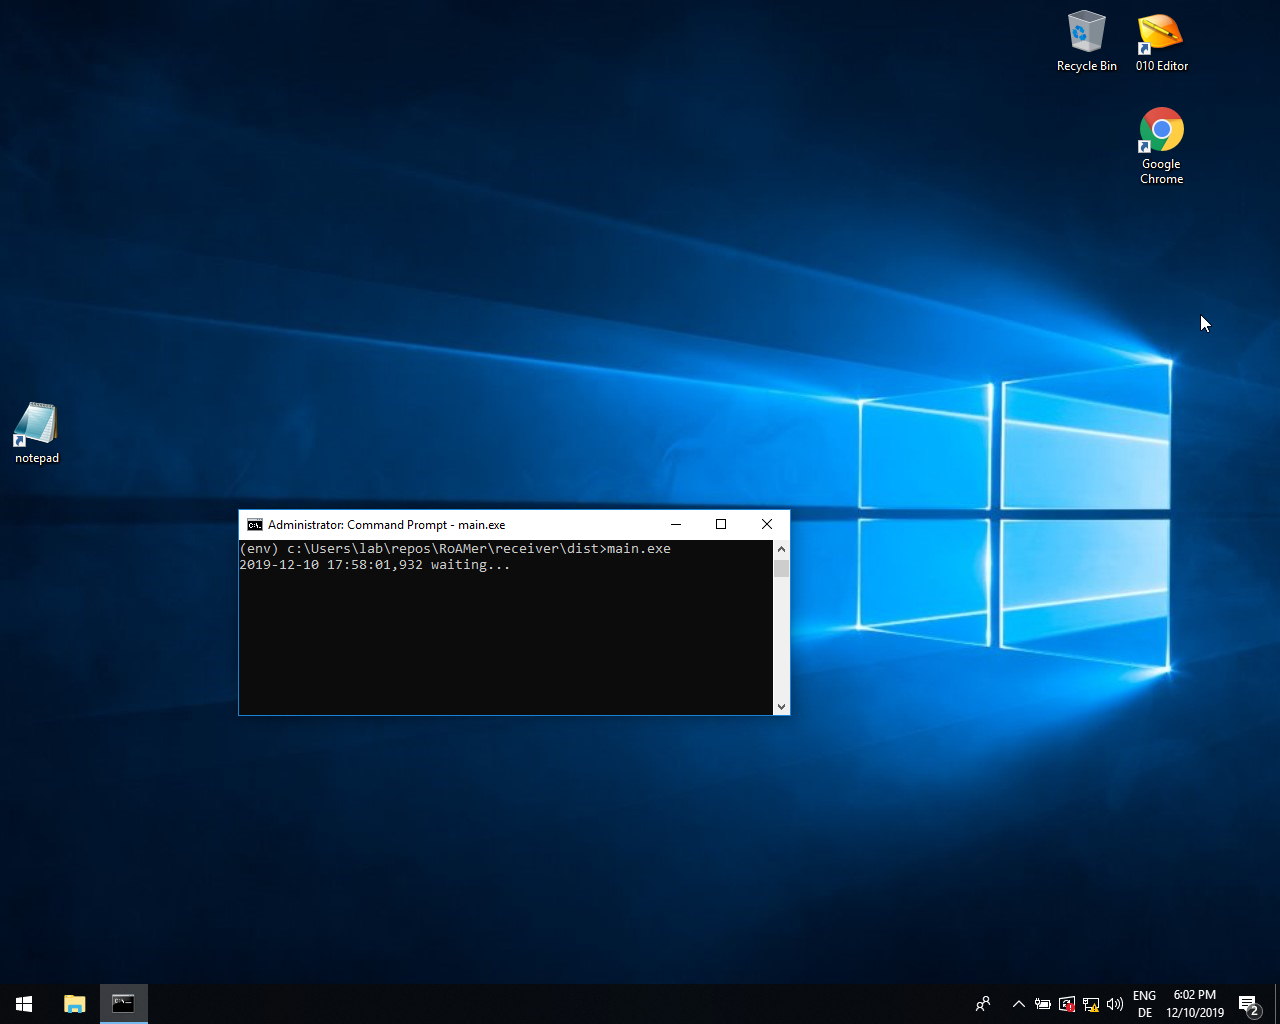 Recycle Bin
010 Editor
Google
Chrome
notepad
Administrator: Command Prompt - main.exe
(env) c:\Users\lab\repos\RoAMer\receiver\dist>main.exe
2019-12-10 17:58:01,932 waiting...
ENG
DE
6:02 PM
12/10/2019
2